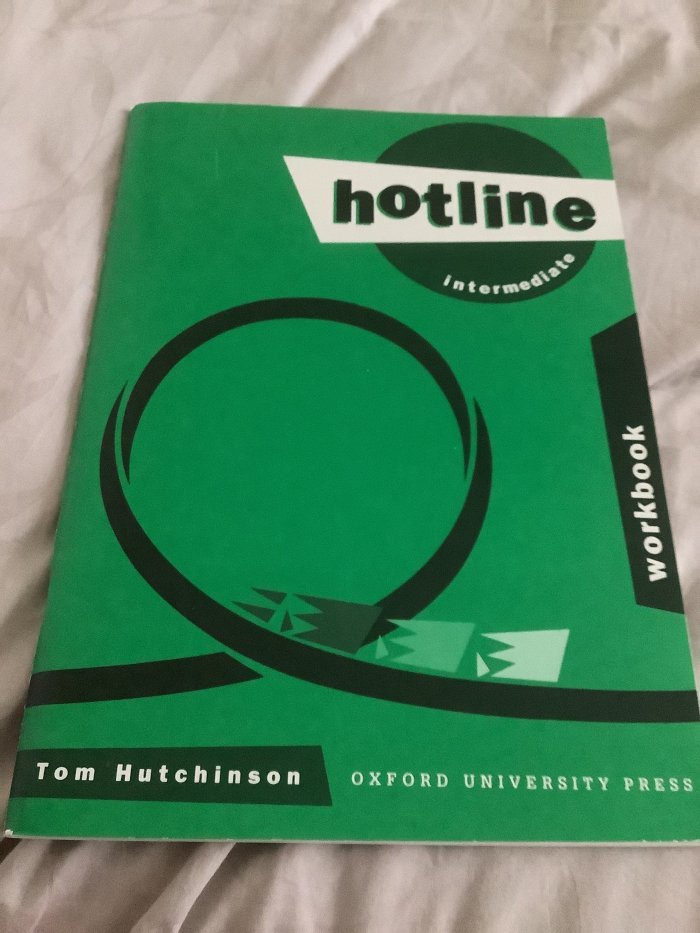 hotline
intermediate
workbook
Tom Hutchinson
OXFORD UNIVERSITY PRESS